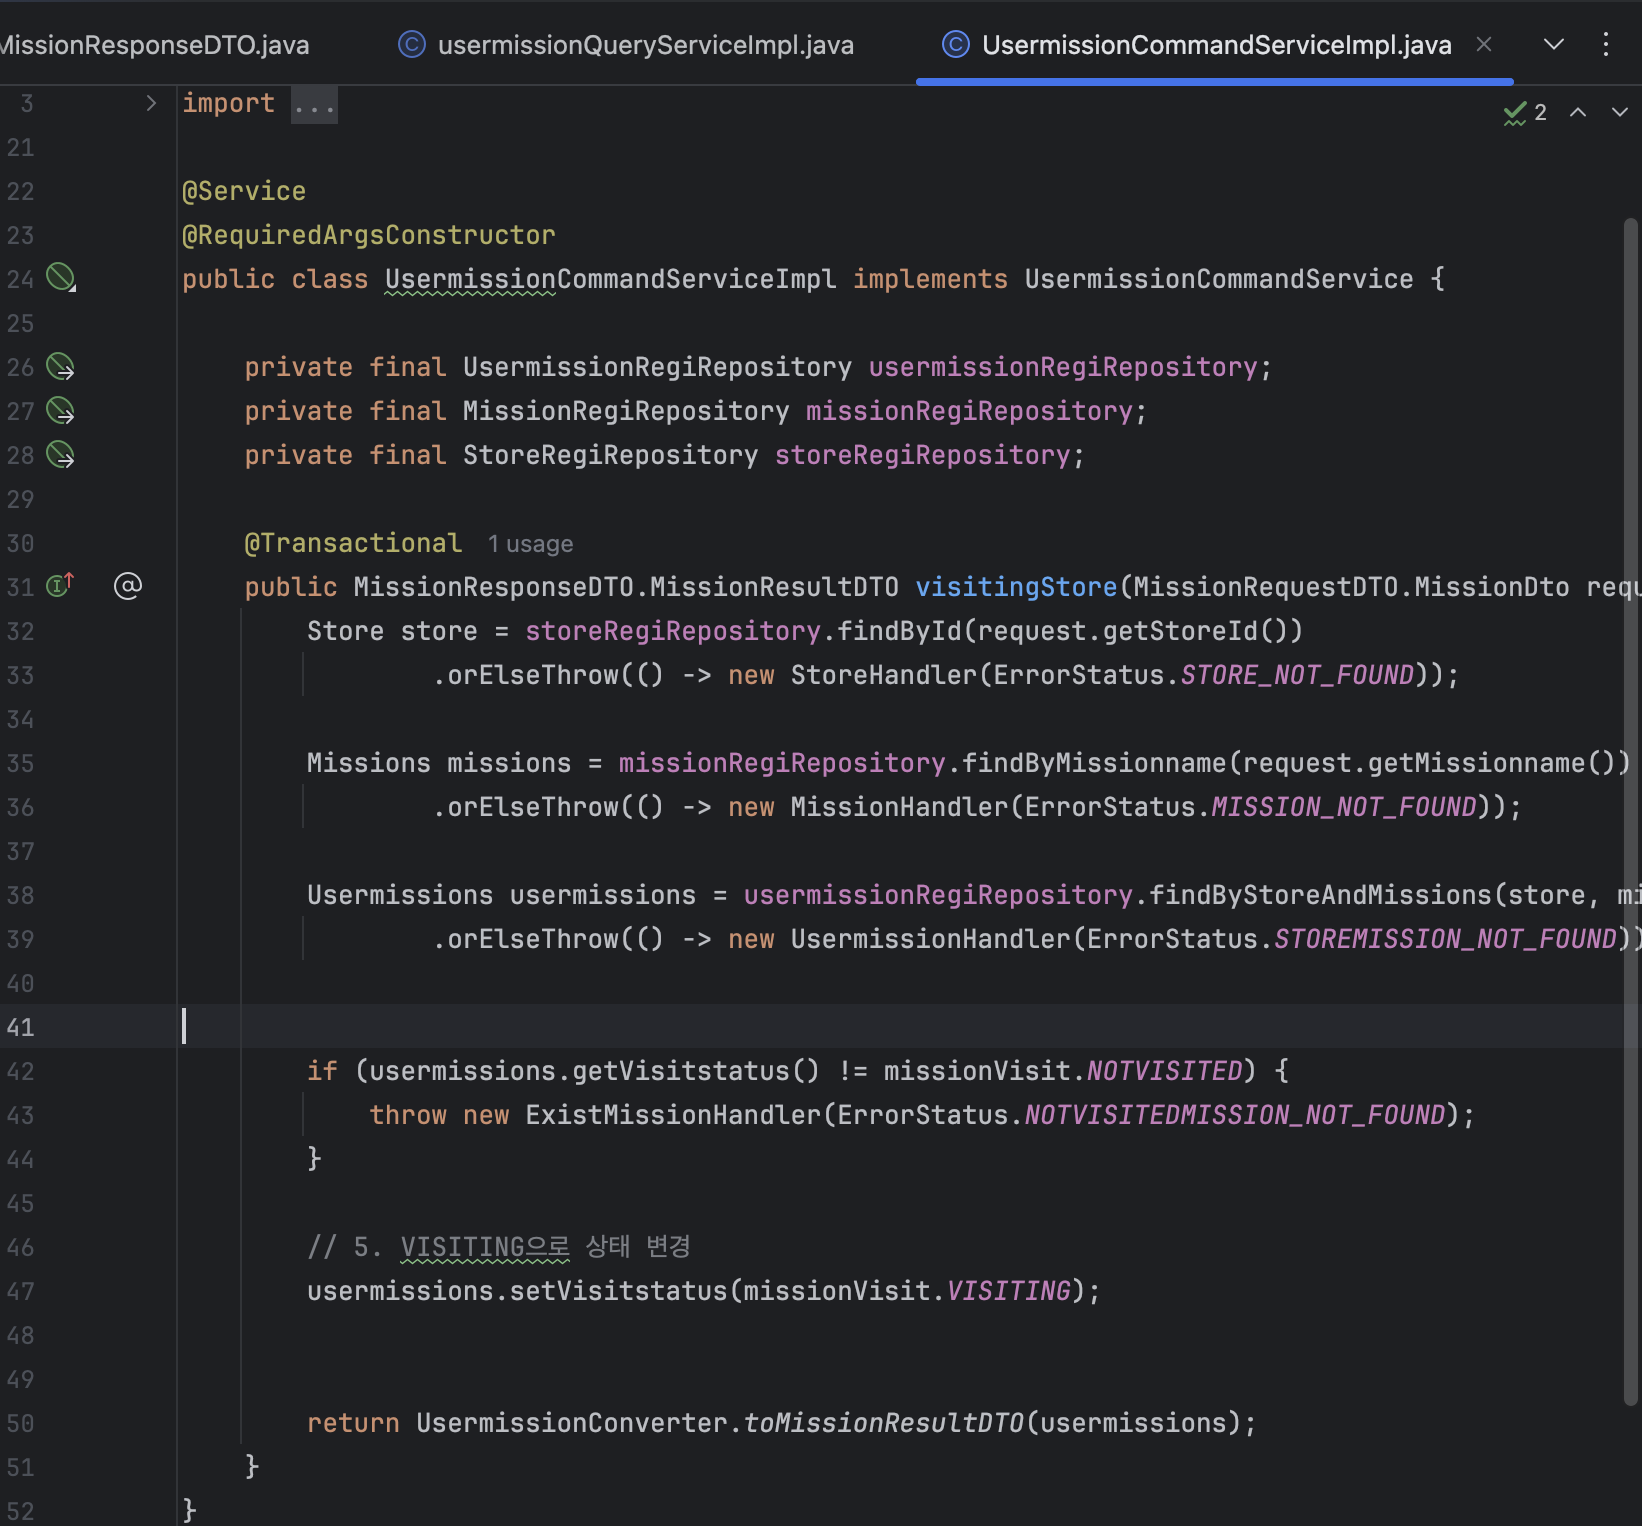 MissionResponseDTO.java usermissionQueryServiceImpl.java UsermissionCommandServiceImpl.java
2
3 import ...
21
22 @Service
23 @RequiredArgsConstructor
24 public class UsermissionCommandServiceImpl implements UsermissionCommandService {
25
26 private final UsermissionRegiRepository usermissionRegiRepository;
27 private final MissionRegiRepository missionRegiRepository;
28 private final StoreRegiRepository storeRegiRepository;
29
30 @Transactional 1 usage
31 public MissionResponseDTO.MissionResultDTO visitingStore(MissionRequestDTO.MissionDto requ
32 Store store = storeRegiRepository.findById(request.getStoreId())
33 .orElseThrow(() -> new StoreHandler(ErrorStatus.STORE_NOT_FOUND));
34
35 Missions missions = missionRegiRepository.findByMissionname(request.getMissionname())
36 .orElseThrow(() -> new MissionHandler(ErrorStatus.MISSION_NOT_FOUND));
37
38 Usermissions usermissions = usermissionRegiRepository.findByStoreAndMissions(store, mi
39 .orElseThrow(() -> new UsermissionHandler(ErrorStatus.STOREMISSION_NOT_FOUND))
40
41
42 if (usermissions.getVisitstatus() != missionVisit.NOTVISITED) {
43 throw new ExistMissionHandler(ErrorStatus.NOTVISITEDMISSION_NOT_FOUND);
44 }
45
46 // 5. VISITING으로 상태 변경
47 usermissions.setVisitstatus(missionVisit.VISITING);
48
49
50 return UsermissionConverter.toMissionResultDTO(usermissions);
51 }
52 }